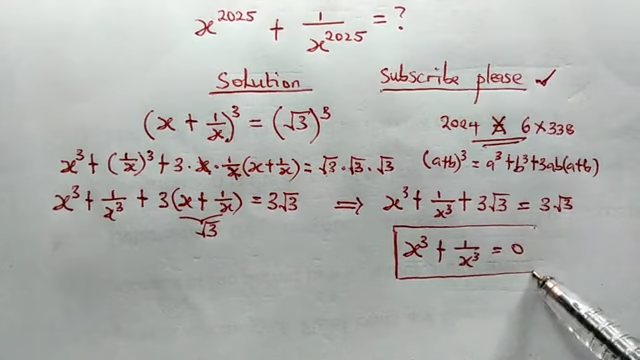 x^2025 + 1/x^2025 = ?
Solution
Subscribe please ✓
(x + 1/x)^3 = (√3)^3
2024 = 6×338
x^3 + (1/x)^3 + 3·x·1/x(x+1/x) = √3·√3·√3
(a+b)^3 = a^3+b^3+3ab(a+b)
x^3 + 1/x^3 + 3(x+1/x) = 3√3 ⟹ x^3 + 1/x^3 + 3√3 = 3√3
√3
x^3 + 1/x^3 = 0